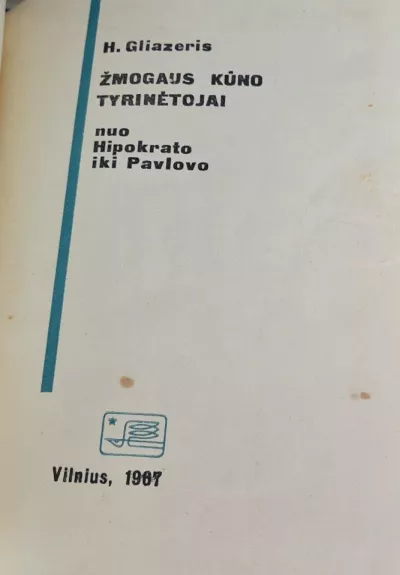 H. Gliazeris
ŽMOGAUS KŪNO
TYRINĖTOJAI
nuo
Hipokrato
iki Pavlovo
Vilnius, 1967